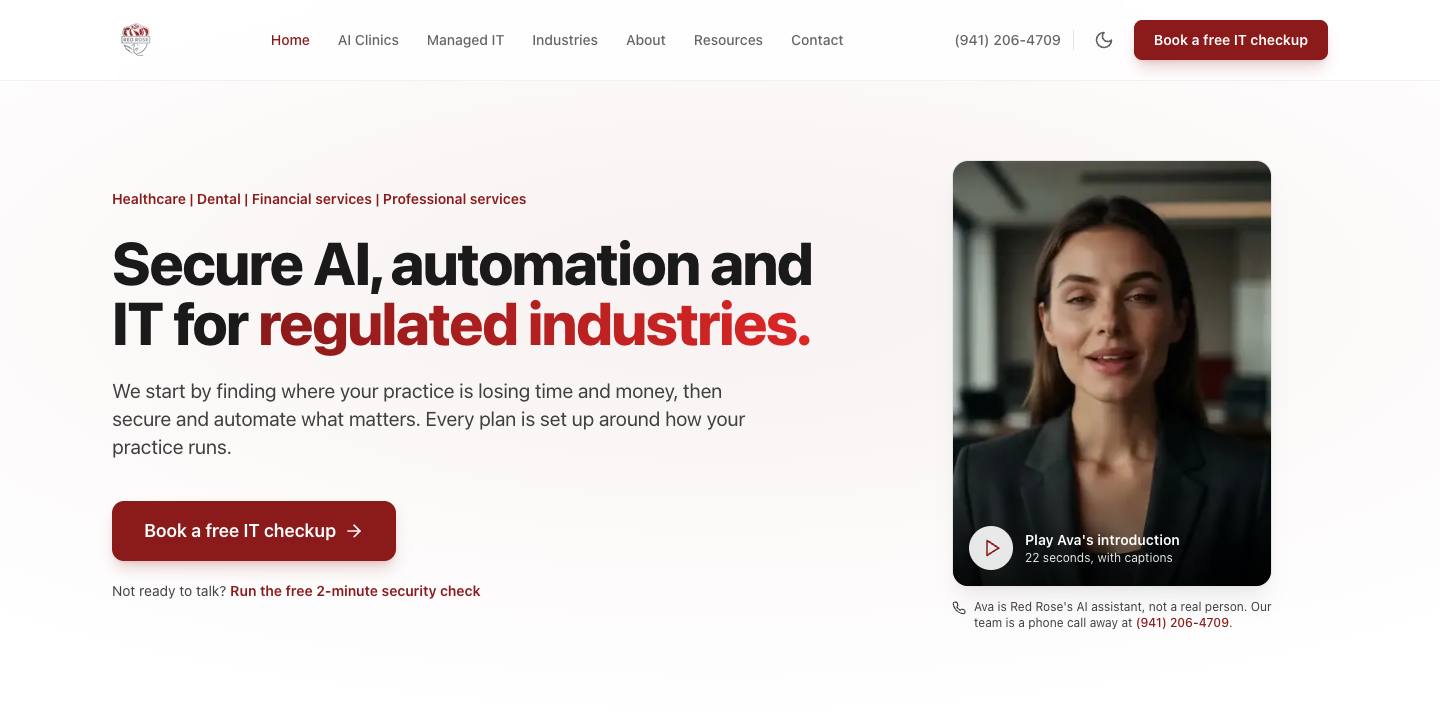 RED ROSE
Home
AI Clinics
Managed IT
Industries
About
Resources
Contact
(941) 206-4709
Book a free IT checkup
Healthcare | Dental | Financial services | Professional services
Secure AI, automation and
IT for regulated industries.
We start by finding where your practice is losing time and money, then
secure and automate what matters. Every plan is set up around how your
practice runs.
Book a free IT checkup
Not ready to talk? Run the free 2-minute security check
Play Ava's introduction
22 seconds, with captions
Ava is Red Rose's AI assistant, not a real person. Our
team is a phone call away at (941) 206-4709.